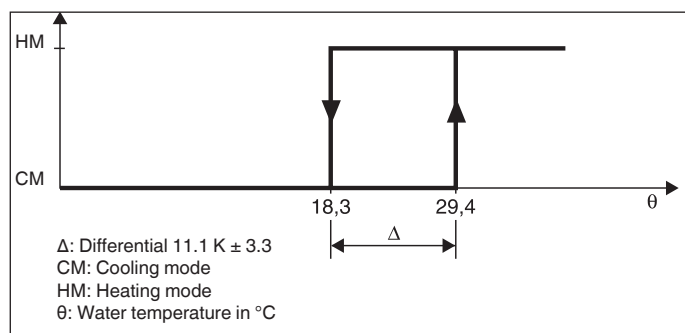 HM
CM
18,3
29,4
θ
Δ
Δ: Differential 11.1 K ± 3.3
CM: Cooling mode
HM: Heating mode
θ: Water temperature in °C